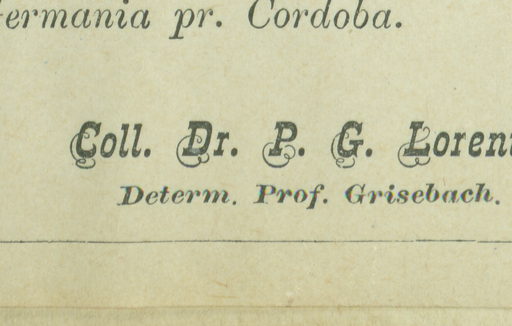 ermania pr. Cordoba.
Coll. Dr. P. G. Loren
Determ. Prof. Grisebach.